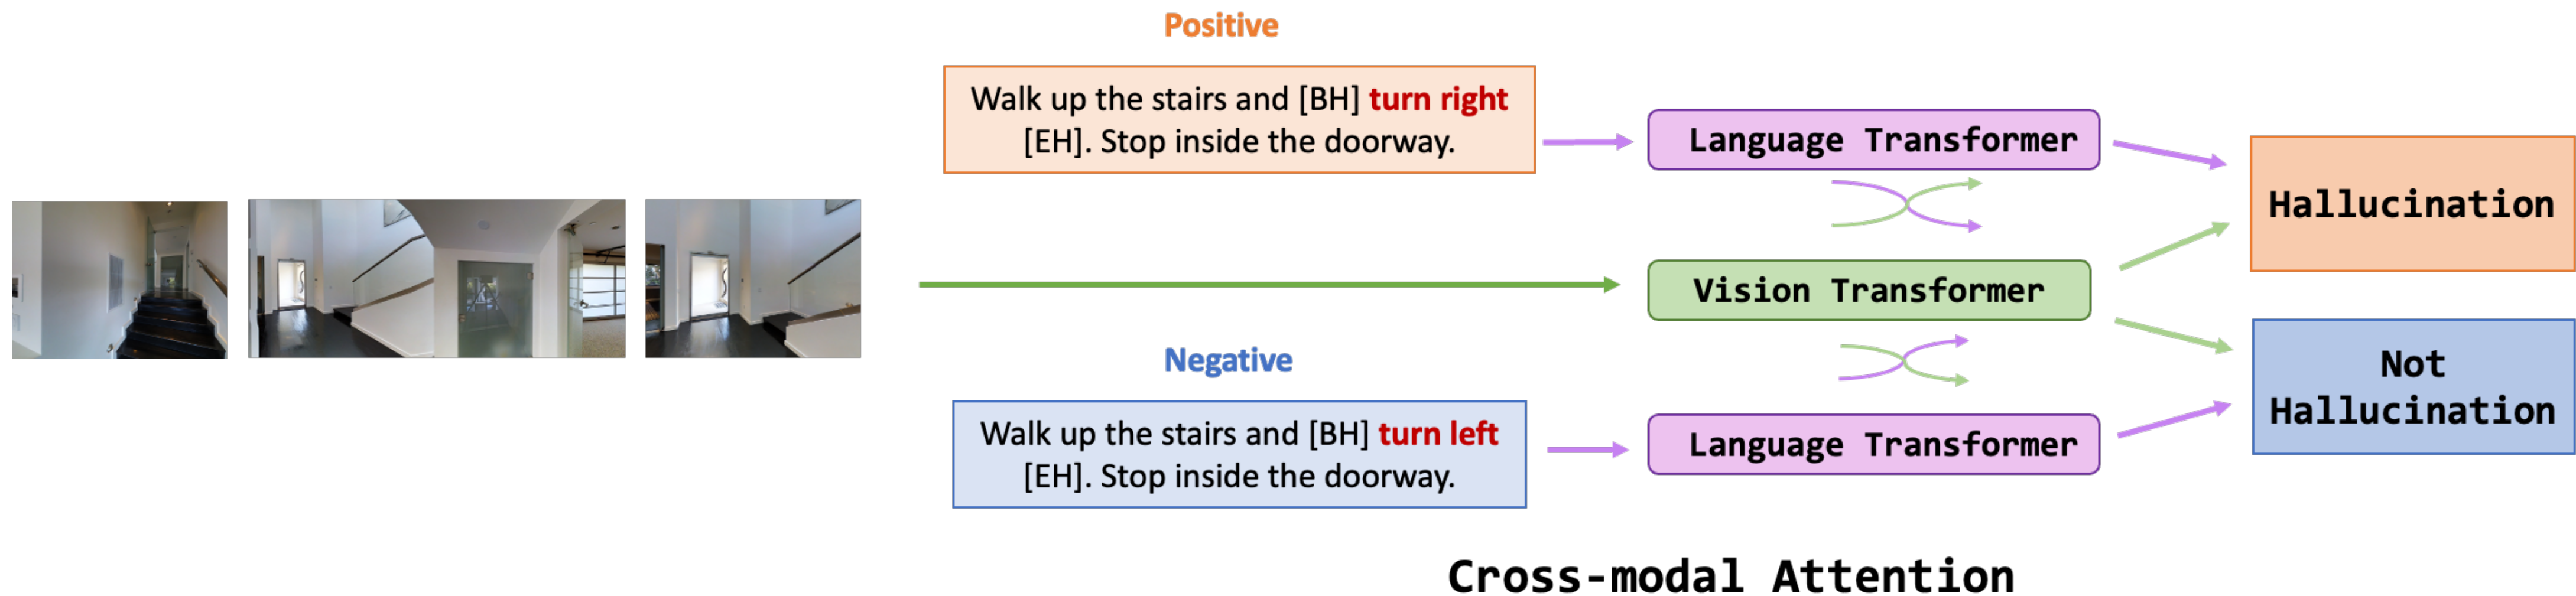 Positive
Walk up the stairs and [BH] turn right
[EH]. Stop inside the doorway.
Language Transformer
Hallucination
Vision Transformer
Negative
Walk up the stairs and [BH] turn left
[EH]. Stop inside the doorway.
Language Transformer
Not
Hallucination
Cross-modal Attention